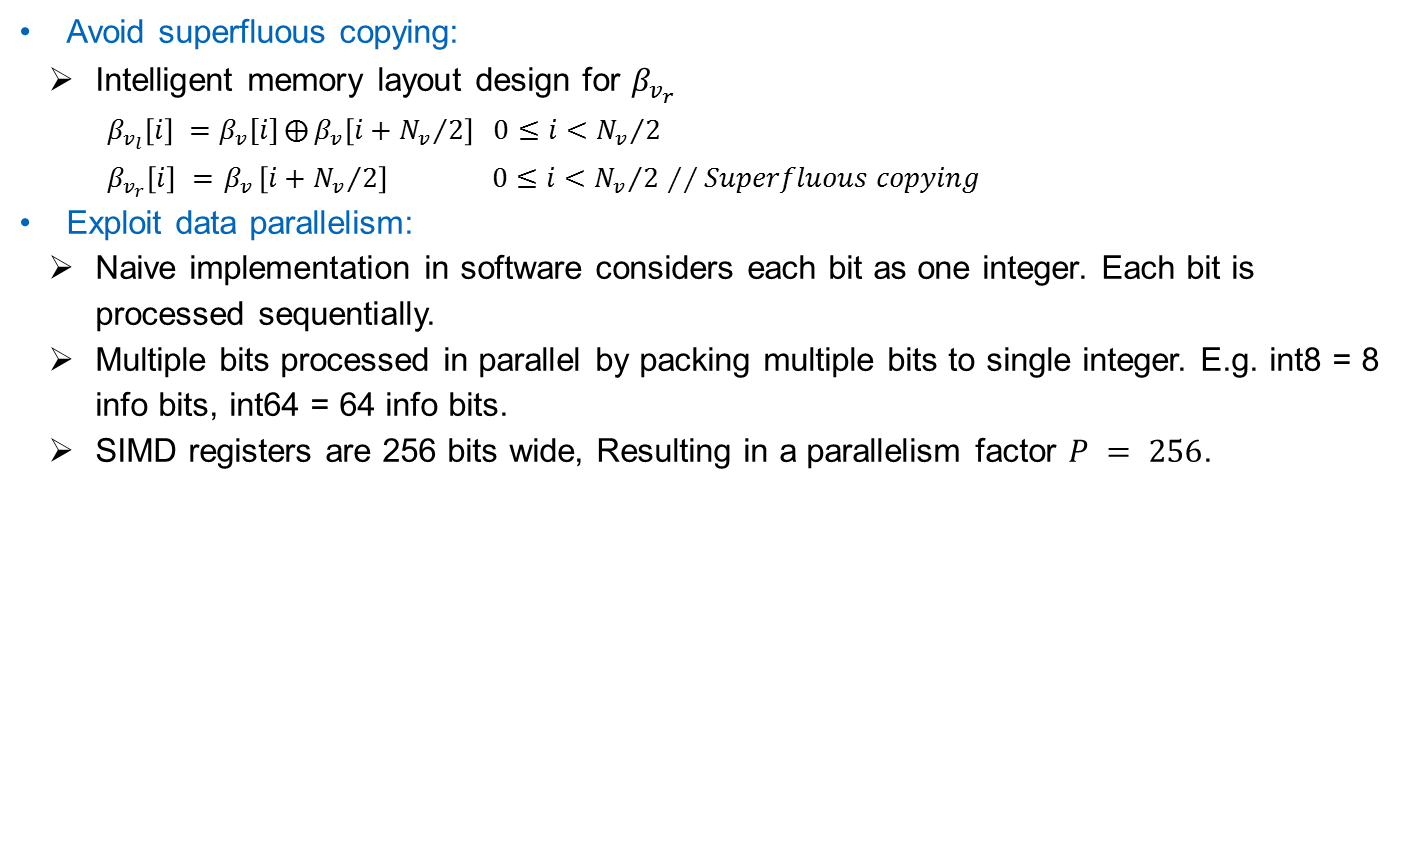 • Avoid superfluous copying:
➢ Intelligent memory layout design for β_{v_r}
β_{v_l}[i] = β_v[i]⊕β_v[i + N_v/2] 0 ≤ i < N_v/2
β_{v_r}[i] = β_v [i + N_v/2] 0 ≤ i < N_v/2 // Superfluous copying
• Exploit data parallelism:
➢ Naive implementation in software considers each bit as one integer. Each bit is
processed sequentially.
➢ Multiple bits processed in parallel by packing multiple bits to single integer. E.g. int8 = 8
info bits, int64 = 64 info bits.
➢ SIMD registers are 256 bits wide, Resulting in a parallelism factor P = 256.